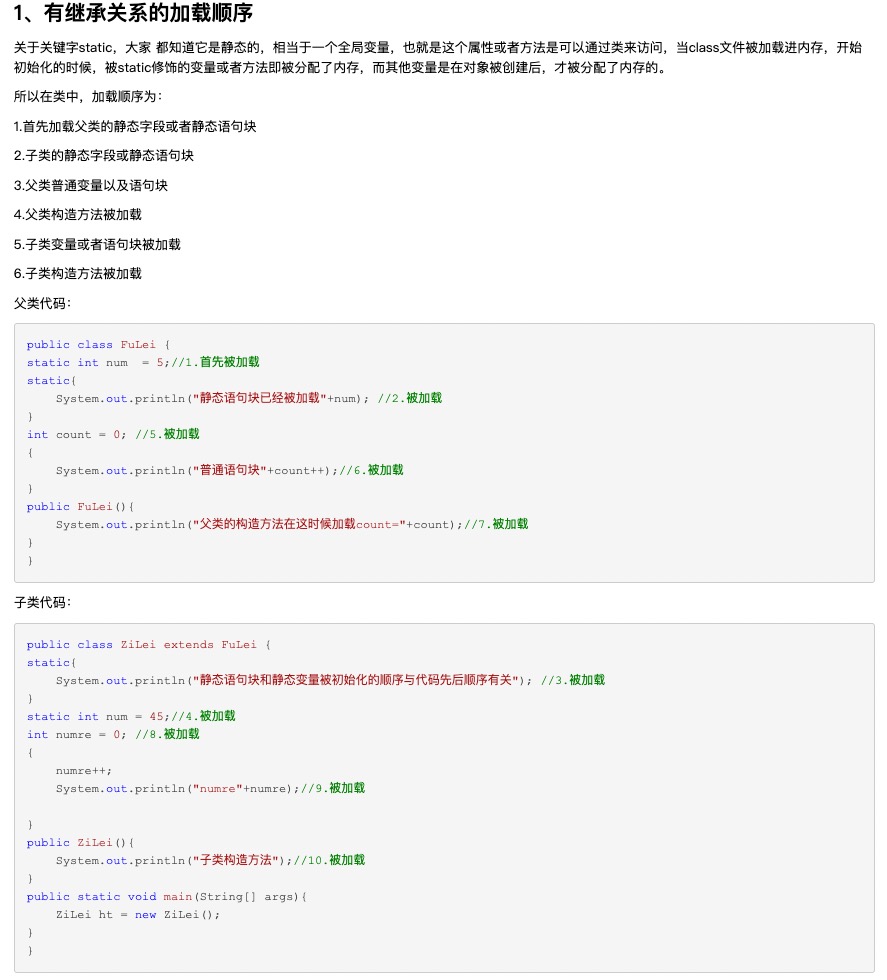 1、有继承关系的加载顺序
关于关键字static，大家 都知道它是静态的，相当于一个全局变量，也就是这个属性或者方法是可以通过类来访问，当class文件被加载进内存，开始
初始化的时候，被static修饰的变量或者方法即被分配了内存，而其他变量是在对象被创建后，才被分配了内存的。
所以在类中，加载顺序为：
1.首先加载父类的静态字段或者静态语句块
2.子类的静态字段或静态语句块
3.父类普通变量以及语句块
4.父类构造方法被加载
5.子类变量或者语句块被加载
6.子类构造方法被加载
父类代码：
public class FuLei {
static int num  = 5;//1.首先被加载
static{
    System.out.println("静态语句块已经被加载"+num); //2.被加载
}
int count = 0; //5.被加载
{
    System.out.println("普通语句块"+count++);//6.被加载
}
public FuLei(){
    System.out.println("父类的构造方法在这时候加载count="+count);//7.被加载
}
}
子类代码：
public class ZiLei extends FuLei {
static{
    System.out.println("静态语句块和静态变量被初始化的顺序与代码先后顺序有关"); //3.被加载
}
static int num = 45;//4.被加载
int numre = 0; //8.被加载
{
    numre++;
    System.out.println("numre"+numre);//9.被加载
}
public ZiLei(){
    System.out.println("子类构造方法");//10.被加载
}
public static void main(String[] args){
    ZiLei ht = new ZiLei();
}
}